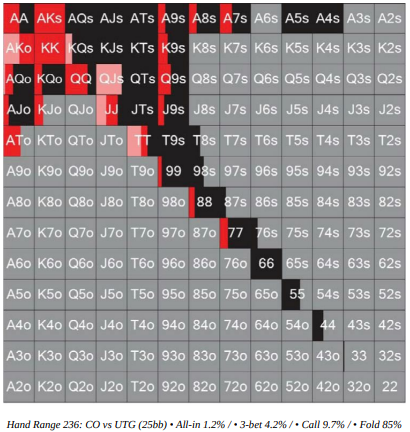 AA AKs AQs AJs ATs A9s A8s A7s A6s A5s A4s A3s A2s
AKo KK KQs KJs KTs K9s K8s K7s K6s K5s K4s K3s K2s
AQo KQo QQ QJs QTs Q9s Q8s Q7s Q6s Q5s Q4s Q3s Q2s
AJo KJo QJo JJ JTs J9s J8s J7s J6s J5s J4s J3s J2s
ATo KTo QTo JTo TT T9s T8s T7s T6s T5s T4s T3s T2s
A9o K9o Q9o J9o T9o 99 98s 97s 96s 95s 94s 93s 92s
A8o K8o Q8o J8o T8o 98o 88 87s 86s 85s 84s 83s 82s
A7o K7o Q7o J7o T7o 97o 87o 77 76s 75s 74s 73s 72s
A6o K6o Q6o J6o T6o 96o 86o 76o 66 65s 64s 63s 62s
A5o K5o Q5o J5o T5o 95o 85o 75o 65o 55 54s 53s 52s
A4o K4o Q4o J4o T4o 94o 84o 74o 64o 54o 44 43s 42s
A3o K3o Q3o J3o T3o 93o 83o 73o 63o 53o 43o 33 32s
A2o K2o Q2o J2o T2o 92o 82o 72o 62o 52o 42o 32o 22
Hand Range 236: CO vs UTG (25bb) • All-in 1.2% / • 3-bet 4.2% / • Call 9.7% / • Fold 85%